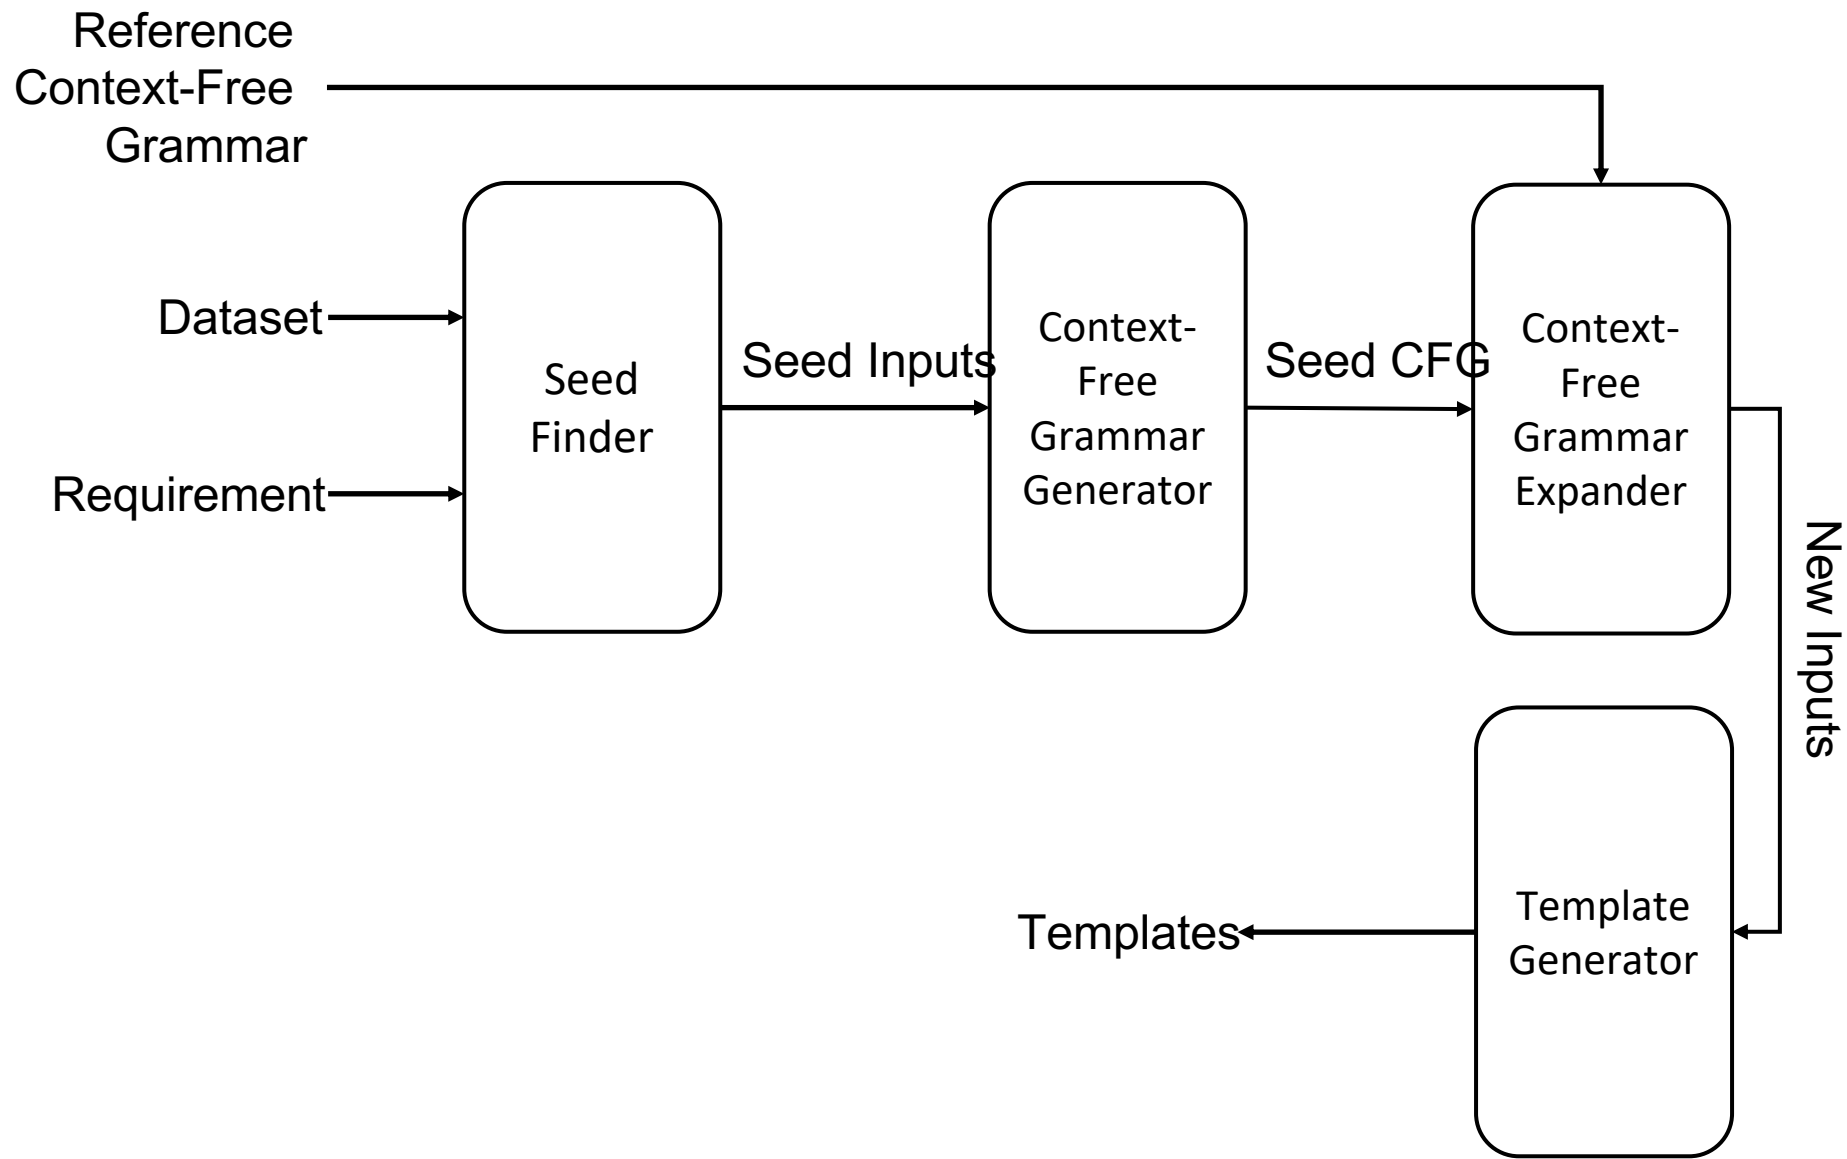 Reference
Context-Free
Grammar
Dataset
Requirement
Seed
Finder
Seed Inputs
Context-
Free
Grammar
Generator
Seed CFG
Context-
Free
Grammar
Expander
New Inputs
Template
Generator
Templates